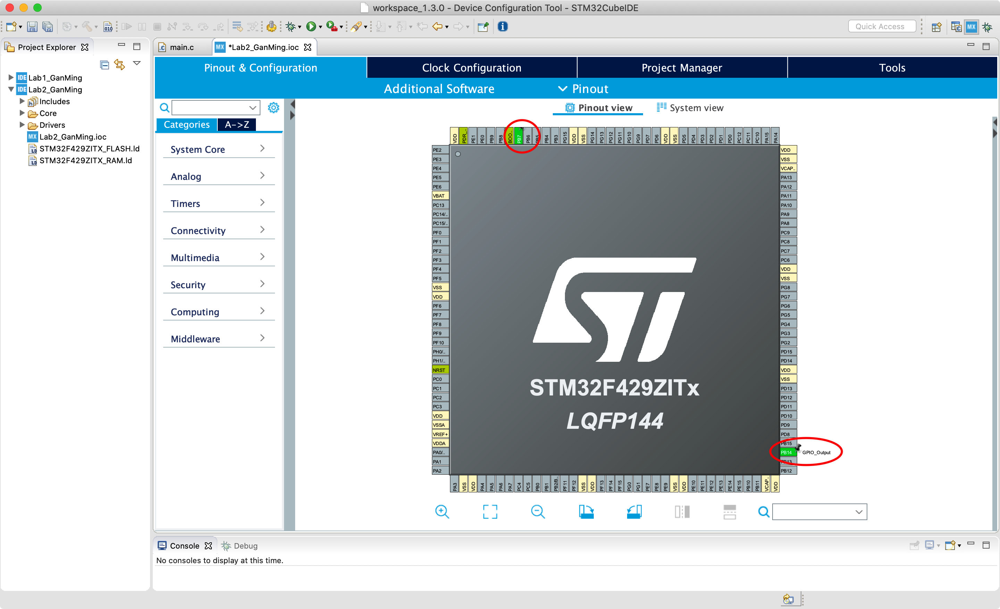 workspace_1.3.0 - Device Configuration Tool - STM32CubeIDE
010
Quick Access
C
MX
Project Explorer
.c main.c
MX *Lab2_GanMing.ioc
IDE Lab1_GanMing
IDE Lab2_GanMing
Includes
Core
Drivers
MX Lab2_GanMing.ioc
STM32F429ZITX_FLASH.ld
STM32F429ZITX_RAM.ld
Pinout & Configuration
Clock Configuration
Project Manager
Tools
Additional Software
Pinout
Categories
A->Z
System Core
Analog
Timers
Connectivity
Multimedia
Security
Computing
Middleware
Pinout view
System view
VDD PDR_.. PE1 PE0 PB9 PB8 BOO.. PB7 PB6 PB5 PB4 PB3 PG15 VDD VSS PG14 PG13 PG12 PG11 PG10 PG9 PD7 PD6 VDD VSS PD5 PD4 PD3 PD2 PD1 PD0 PC12 PC11 PC10 PA15 PA14
PE2
PE3
PE4
PE5
PE6
VBAT
PC13
PC14/..
PC15/..
PF0
PF1
PF2
PF3
PF4
PF5
VSS
VDD
PF6
PF7
PF8
PF9
PF10
PH0/..
PH1/..
NRST
PC0
PC1
PC2
PC3
VDD
VSSA
VREF+
VDDA
PA0/..
PA1
PA2
ST
STM32F429ZITx
LQFP144
VDD
VSS
VCAP..
PA13
PA12
PA11
PA10
PA9
PA8
PC9
PC8
PC7
PC6
VDD
VSS
PG8
PG7
PG6
PG5
PG4
PG3
PG2
PD15
PD14
VDD
VSS
PD13
PD12
PD11
PD10
PD9
PD8
PB15
PB14 GPIO_Output
PB13
PB12
PA3 VSS VDD PA4 PA5 PA6 PA7 PC4 PC5 PB0 PB1 PB2/B.. PF11 PF12 VSS VDD PF13 PF14 PF15 PG0 PG1 PE7 PE8 PE9 VSS VDD PE10 PE11 PE12 PE13 PE14 PE15 PB10 PB11 VCAP.. VDD
Console
Debug
No consoles to display at this time.